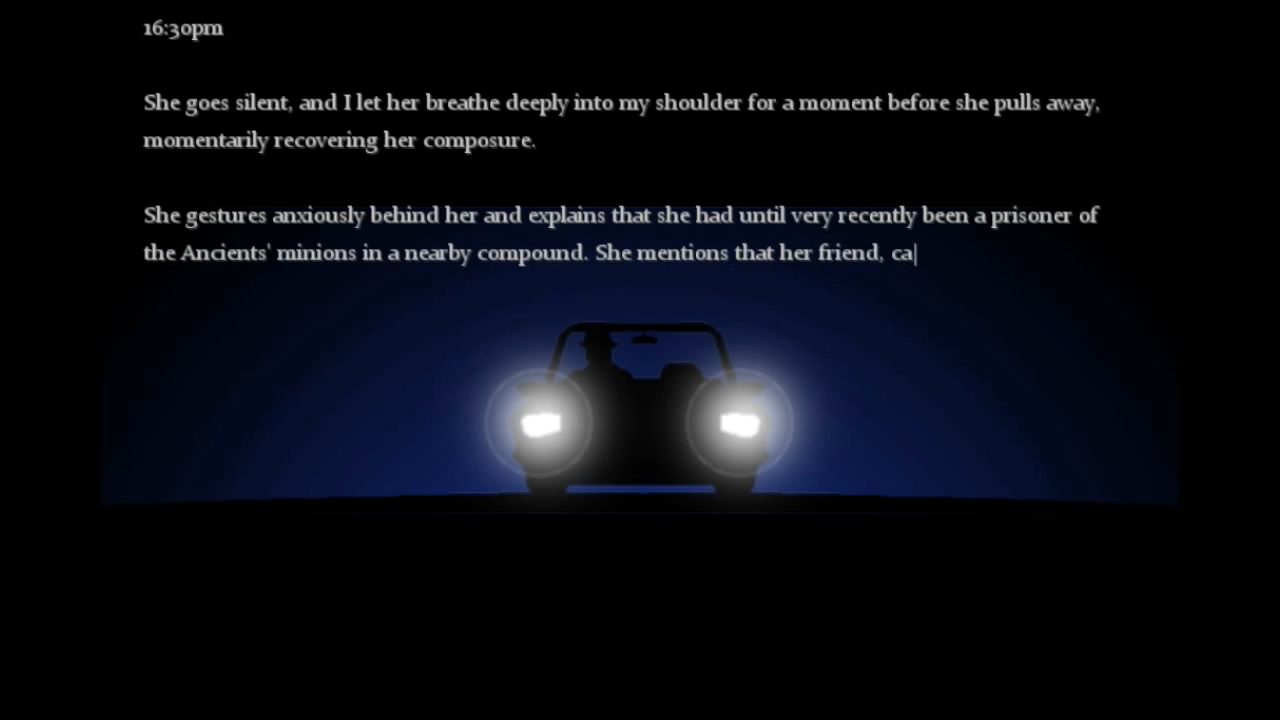 16:30pm
She goes silent, and I let her breathe deeply into my shoulder for a moment before she pulls away,
momentarily recovering her composure.
She gestures anxiously behind her and explains that she had until very recently been a prisoner of
the Ancients' minions in a nearby compound. She mentions that her friend, ca|